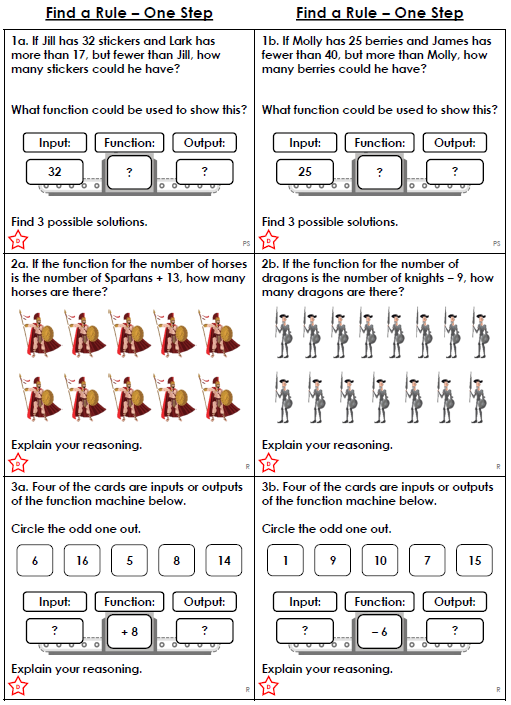 Find a Rule – One Step
Find a Rule – One Step
1a. If Jill has 32 stickers and Lark has
more than 17, but fewer than Jill, how
many stickers could he have?
What function could be used to show this?
Input:
Function:
Output:
32
?
?
Find 3 possible solutions.
D
PS
1b. If Molly has 25 berries and James has
fewer than 40, but more than Molly, how
many berries could he have?
What function could be used to show this?
Input:
Function:
Output:
25
?
?
Find 3 possible solutions.
D
PS
2a. If the function for the number of horses
is the number of Spartans + 13, how many
horses are there?
Explain your reasoning.
D
R
2b. If the function for the number of
dragons is the number of knights – 9, how
many dragons are there?
Explain your reasoning.
D
R
3a. Four of the cards are inputs or outputs
of the function machine below.
Circle the odd one out.
6
16
5
8
14
Input:
Function:
Output:
?
+ 8
?
Explain your reasoning.
D
R
3b. Four of the cards are inputs or outputs
of the function machine below.
Circle the odd one out.
1
9
10
7
15
Input:
Function:
Output:
?
– 6
?
Explain your reasoning.
D
R